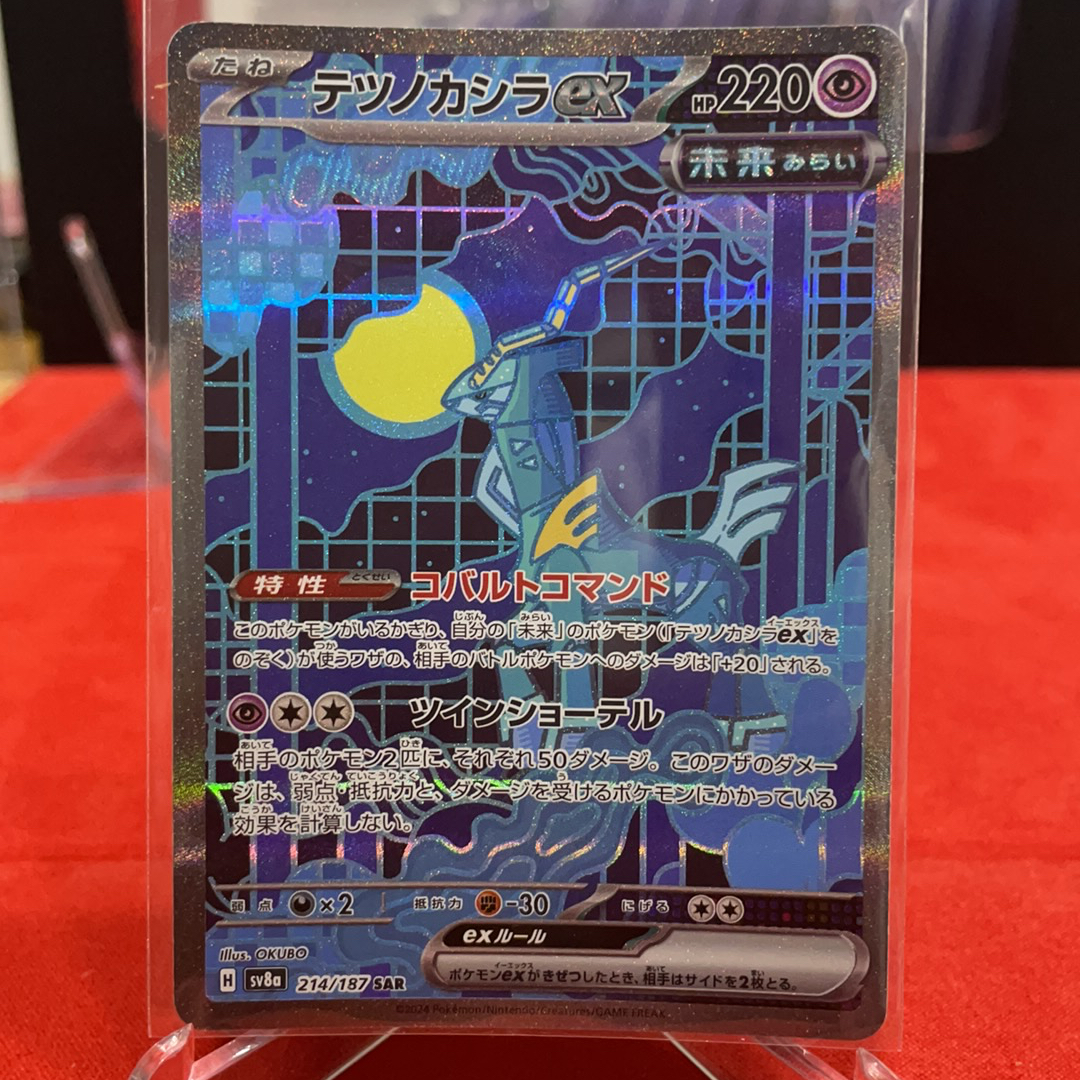 たね
テツノカシラex HP220
未来 みらい
特性 とくせい コバルトコマンド
このポケモンがいるかぎり、自分の「未来」のポケモン（「テツノカシラex」を
のぞく）が使うワザの、相手のバトルポケモンへのダメージは「+20」される。
ツインショーテル
相手のポケモン2匹に、それぞれ50ダメージ。このワザのダメー
ジは、弱点・抵抗力と、ダメージを受けるポケモンにかかっている
効果を計算しない。
弱点 ×2 抵抗力 -30 にげる
Illus. OKUBO
exルール
ポケモンexがきぜつしたとき、相手はサイドを2枚とる。
H sv8a 214/187 SAR
©2024 Pokémon/Nintendo/Creatures/GAME FREAK.